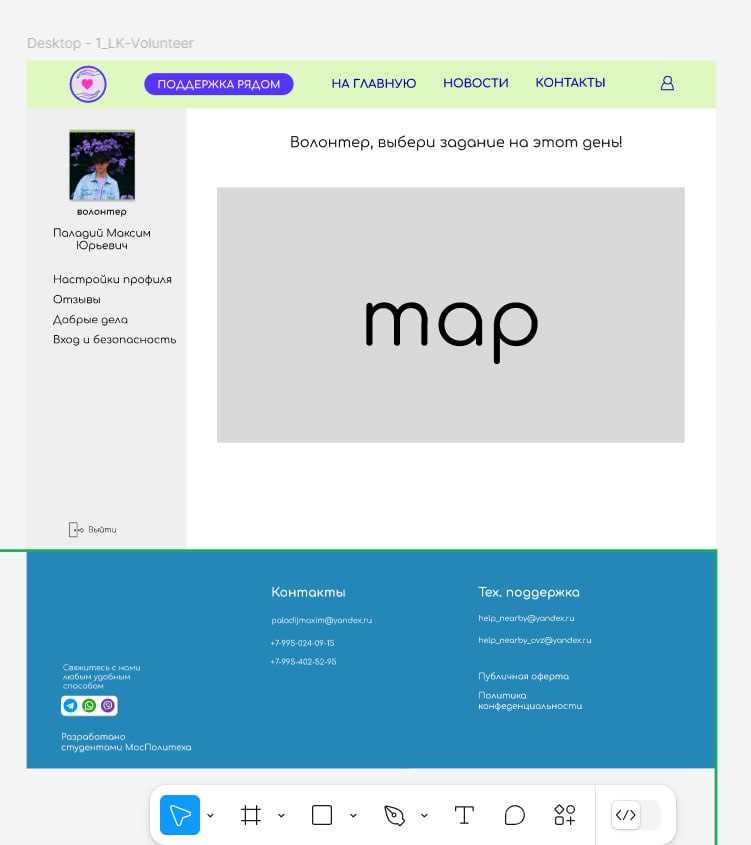 Desktop - 1_LK-Volunteer
ПОДДЕРЖКА РЯДОМ
НА ГЛАВНУЮ
НОВОСТИ
КОНТАКТЫ
волонтер
Паладий Максим
Юрьевич
Настройки профиля
Отзывы
Добрые дела
Вход и безопасность
Выйти
Волонтер, выбери задание на этот день!
map
Свяжитесь с нами
любым удобным
способом
Разработано
студентами МосПолитеха
Контакты
paladijmaxim@yandex.ru
+7-995-024-09-15
+7-995-402-52-95
Тех. поддержка
help_nearby@yandex.ru
help_nearby_ovz@yandex.ru
Публичная оферта
Политика
конфеденциальности